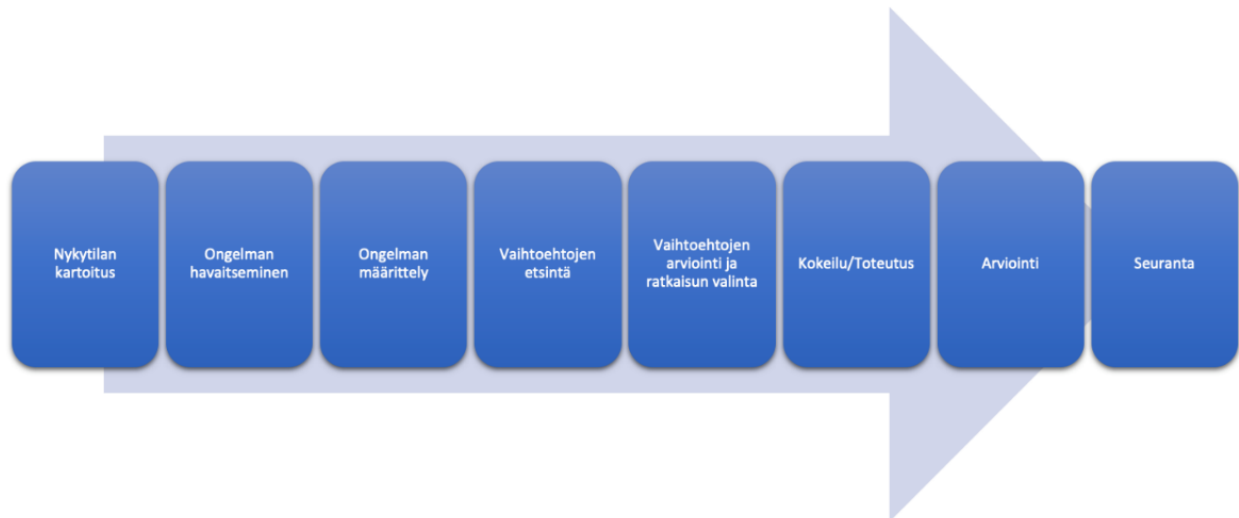 Nykytilan
kartoitus
Ongelman
havaitseminen
Ongelman
määrittely
Vaihtoehtojen
etsintä
Vaihtoehtojen
arviointi ja
ratkaisun valinta
Kokeilu/Toteutus
Arviointi
Seuranta